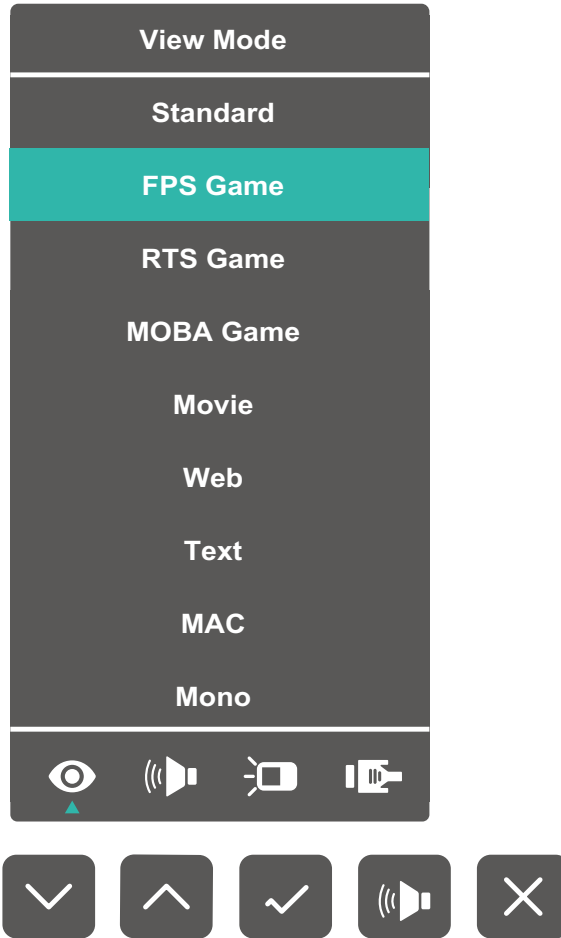 View Mode
Standard
FPS Game
RTS Game
MOBA Game
Movie
Web
Text
MAC
Mono